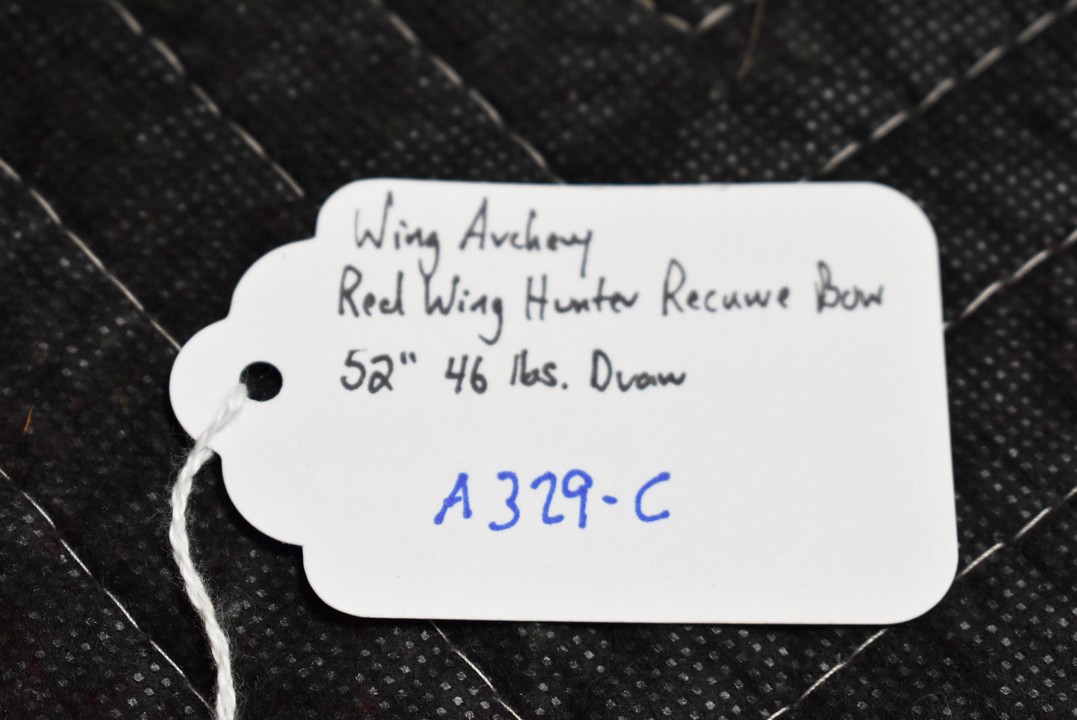 Wing Archery
Red Wing Hunter Recurve Bow
52" 46 lbs. Draw
A329-C